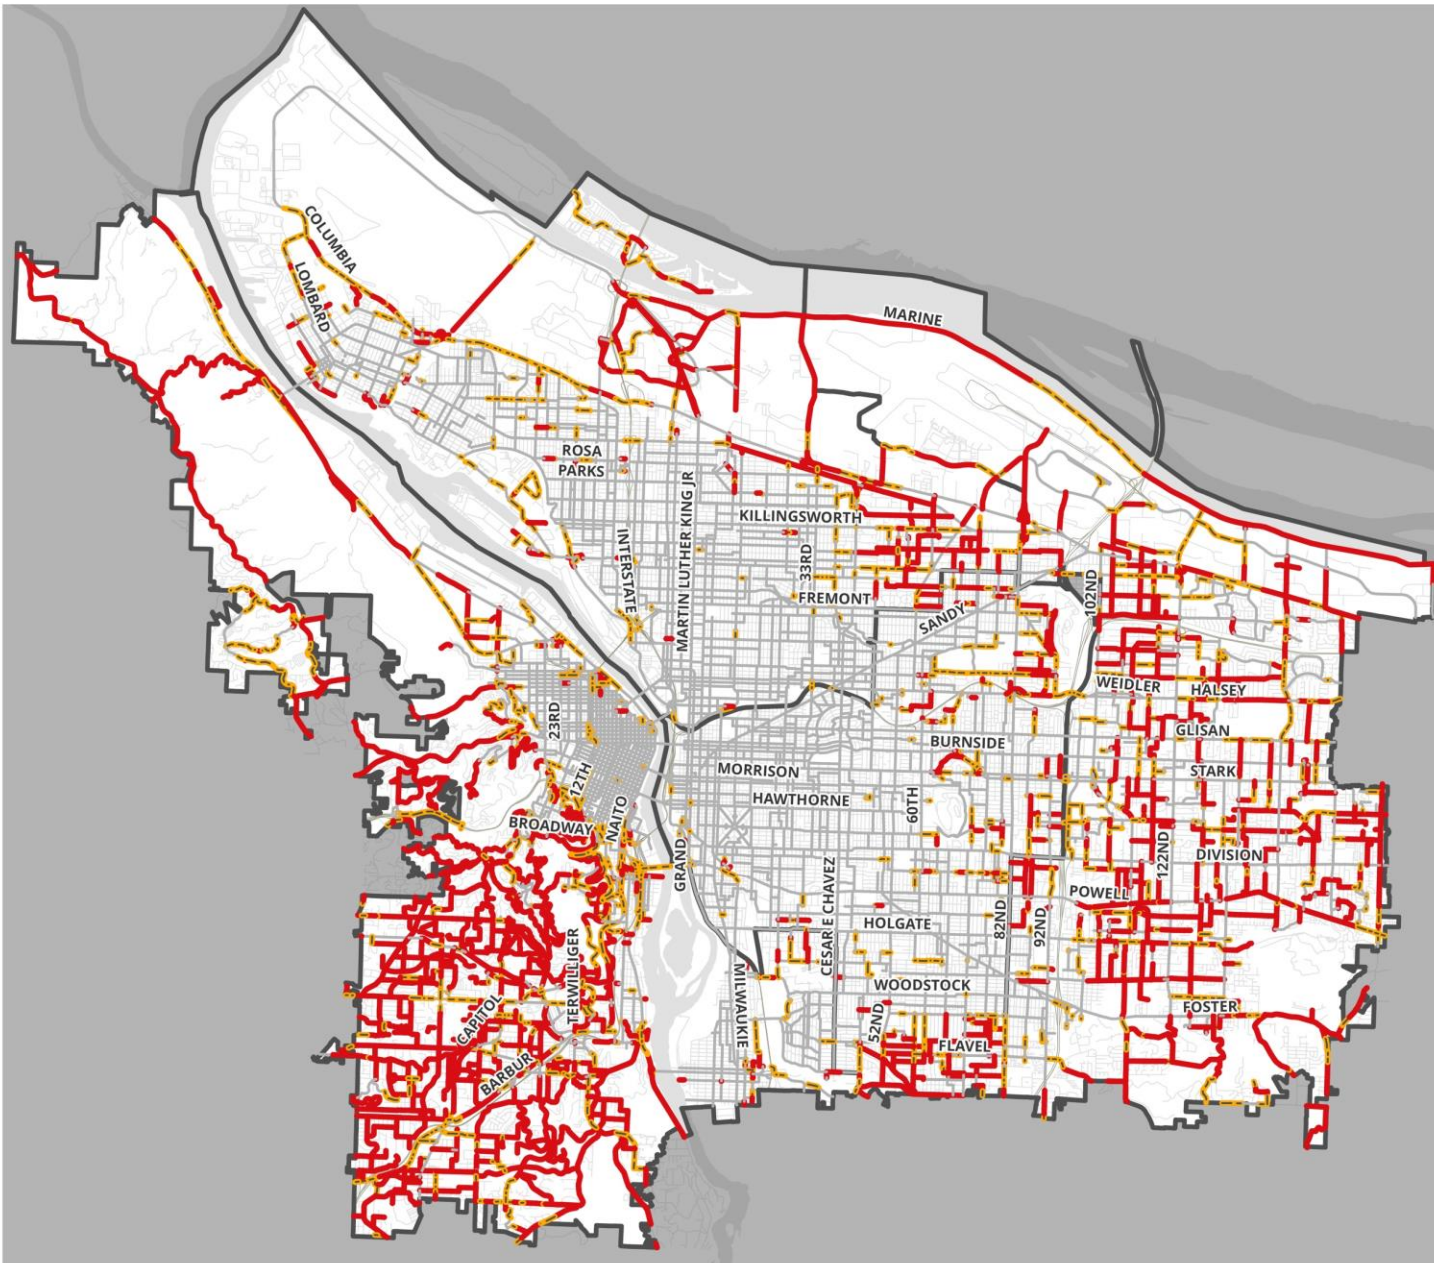 COLUMBIA
LOMBARD
MARINE
ROSA
PARKS
KILLINGSWORTH
MARTIN LUTHER KING JR
INTERSTATE
33RD
FREMONT
SANDY
102ND
WEIDLER
HALSEY
23RD
GLISAN
BURNSIDE
MORRISON
STARK
12TH
HAWTHORNE
60TH
NAITO
BROADWAY
GRAND
122ND
DIVISION
CESAR E CHAVEZ
POWELL
82ND
92ND
HOLGATE
TERWILLIGER
MILWAUKIE
WOODSTOCK
CAPITOL
52ND
FOSTER
FLAVEL
BARBUR